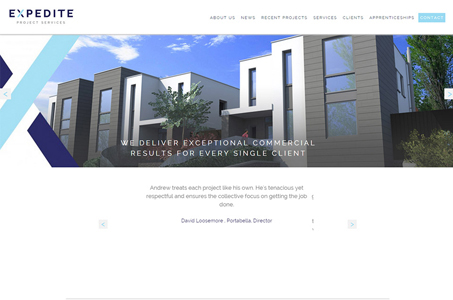 EXPEDITE
PROJECT SERVICES
ABOUT US NEWS RECENT PROJECTS SERVICES CLIENTS APPRENTICESHIPS CONTACT
WE DELIVER EXCEPTIONAL COMMERCIAL
RESULTS FOR EVERY SINGLE CLIENT
Andrew treats each project like his own. He's tenacious yet
respectful and ensures the collective focus on getting the job
done.
David Loosemore , Portabella, Director